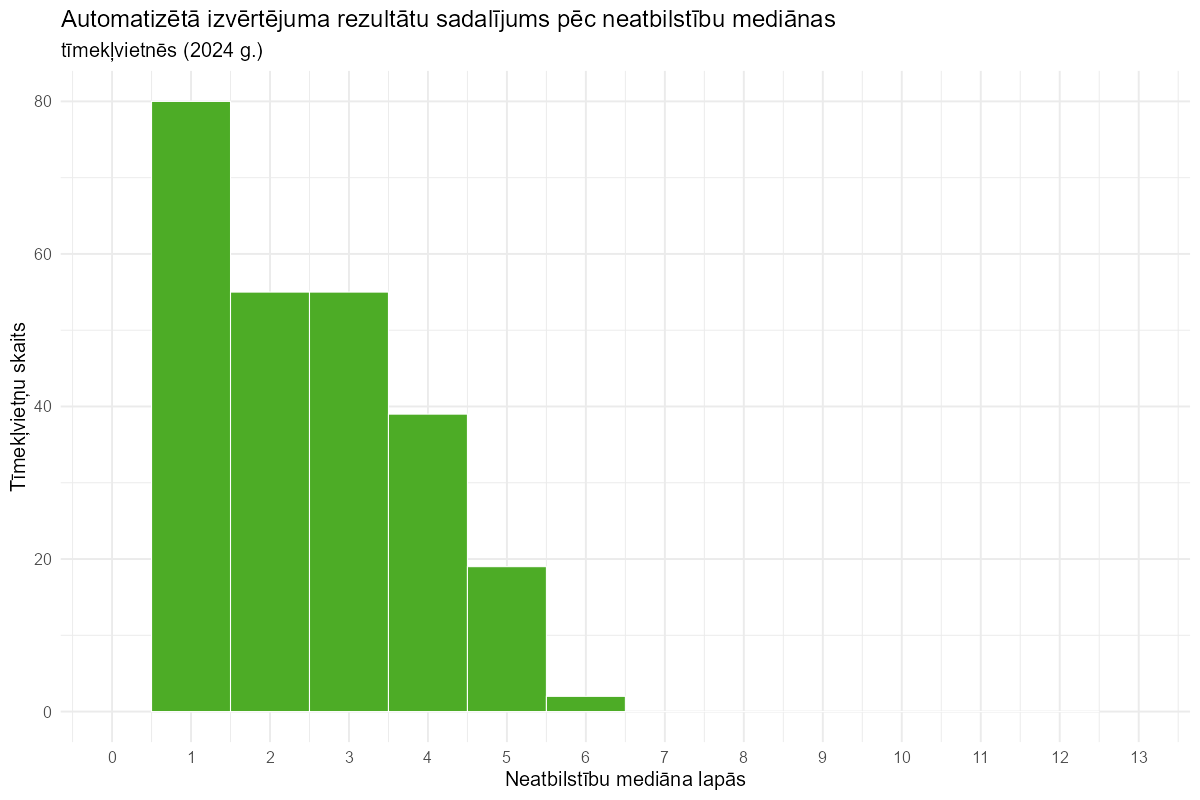 Automatizētā izvērtējuma rezultātu sadalījums pēc neatbilstību mediānas
tīmekļvietnēs (2024 g.)
Tīmekļvietņu skaits
80
60
40
20
0
0 1 2 3 4 5 6 7 8 9 10 11 12 13
Neatbilstību mediāna lapās